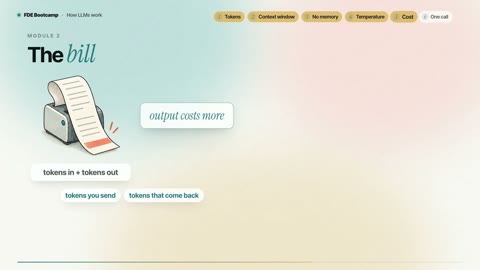 FDE Bootcamp · How LLMs work
Tokens
Context window
No memory
Temperature
Cost
One call
MODULE 2
The bill
output costs more
tokens in + tokens out
tokens you send
tokens that come back